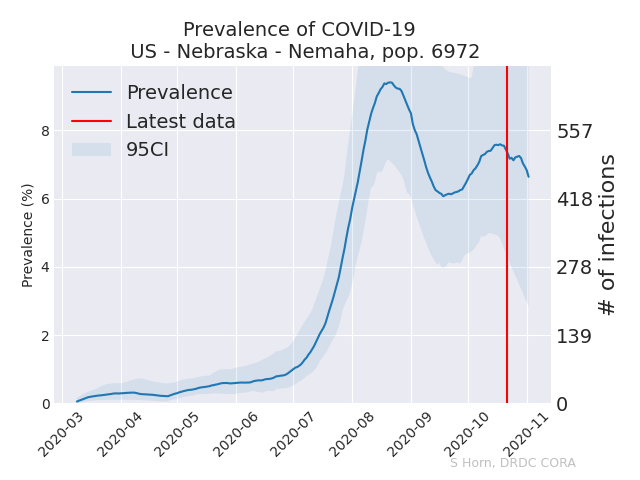 Prevalence of COVID-19
US - Nebraska - Nemaha, pop. 6972
Prevalence
Latest data
95CI
Prevalence (%)
8
6
4
2
0
557
418
278
139
0
# of infections
2020-03
2020-04
2020-05
2020-06
2020-07
2020-08
2020-09
2020-10
2020-11
S Horn, DRDC CORA